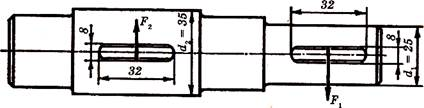 32
8
F₂
32
d₂ = 35
8
d₁ = 25
F₁